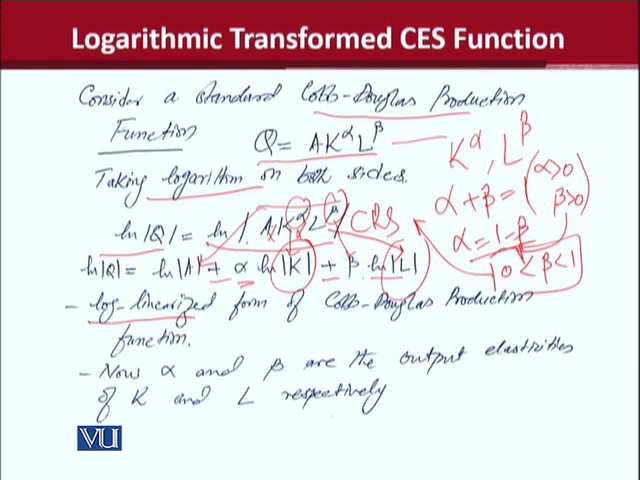 Logarithmic Transformed CES Function
Consider a standard Cobb-Douglas Production
Function Q = AK^α L^β
K^α, L^β
Taking logarithm on both sides.
α + β = (α>0
β>0)
ln|Q| = ln |. A K^α L^β| CRS
α = 1 - β
ln|Q| = ln|A| + α ln|K| + β ln|L|
0 < β < 1
- log-linearized form of Cobb-Douglas Production
function.
- Now α and β are the output elasticities
of K and L respectively
VU